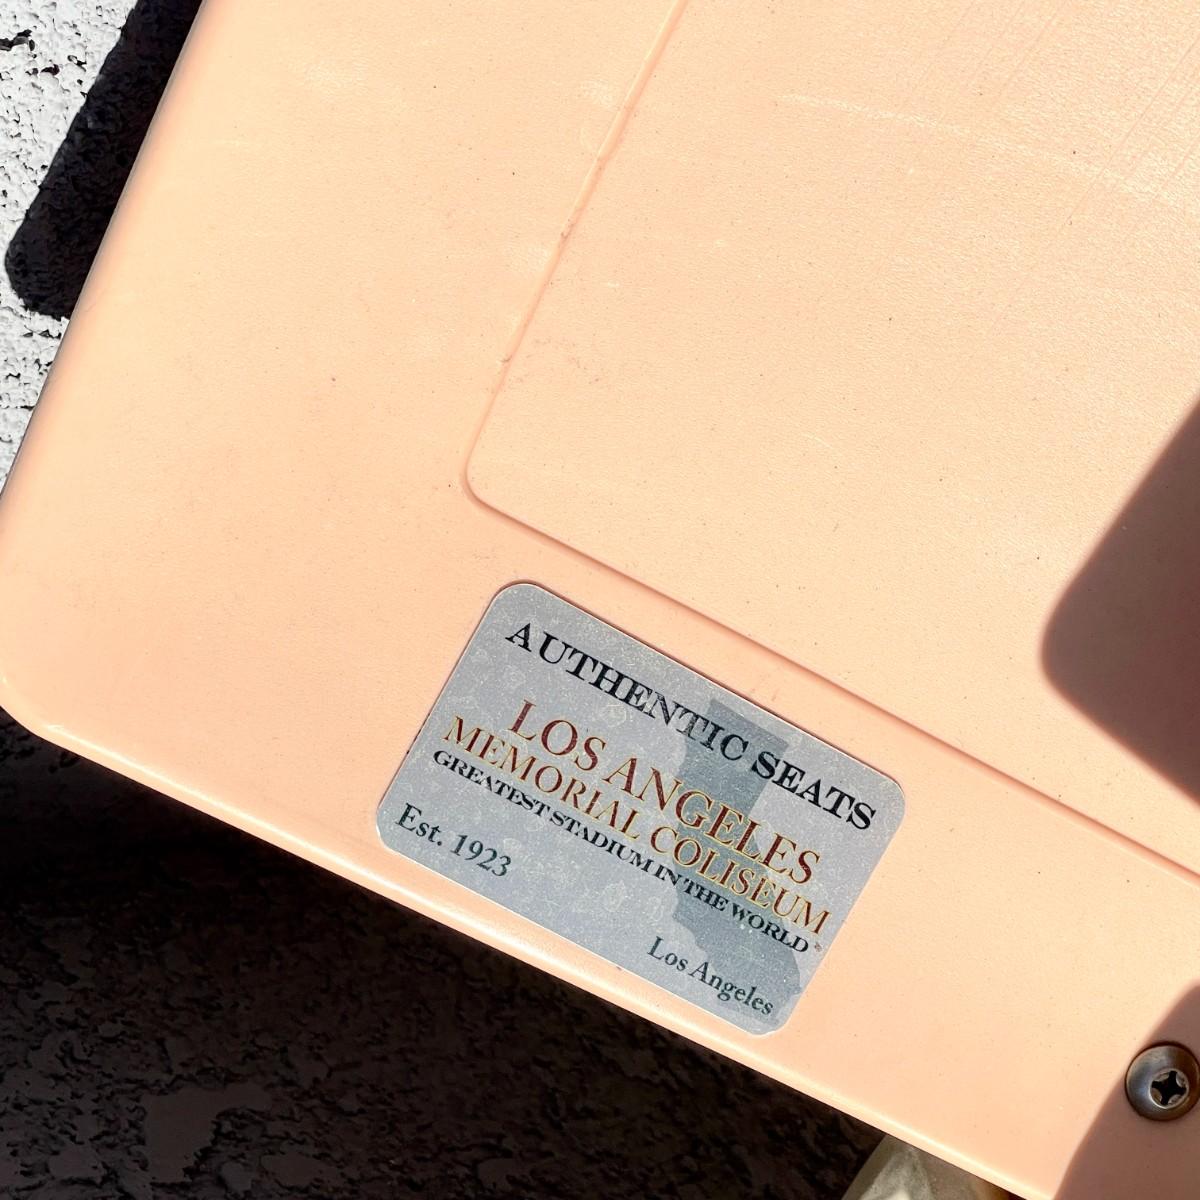 AUTHENTIC SEATS
LOS ANGELES
MEMORIAL COLISEUM
GREATEST STADIUM IN THE WORLD
Est. 1923
Los Angeles